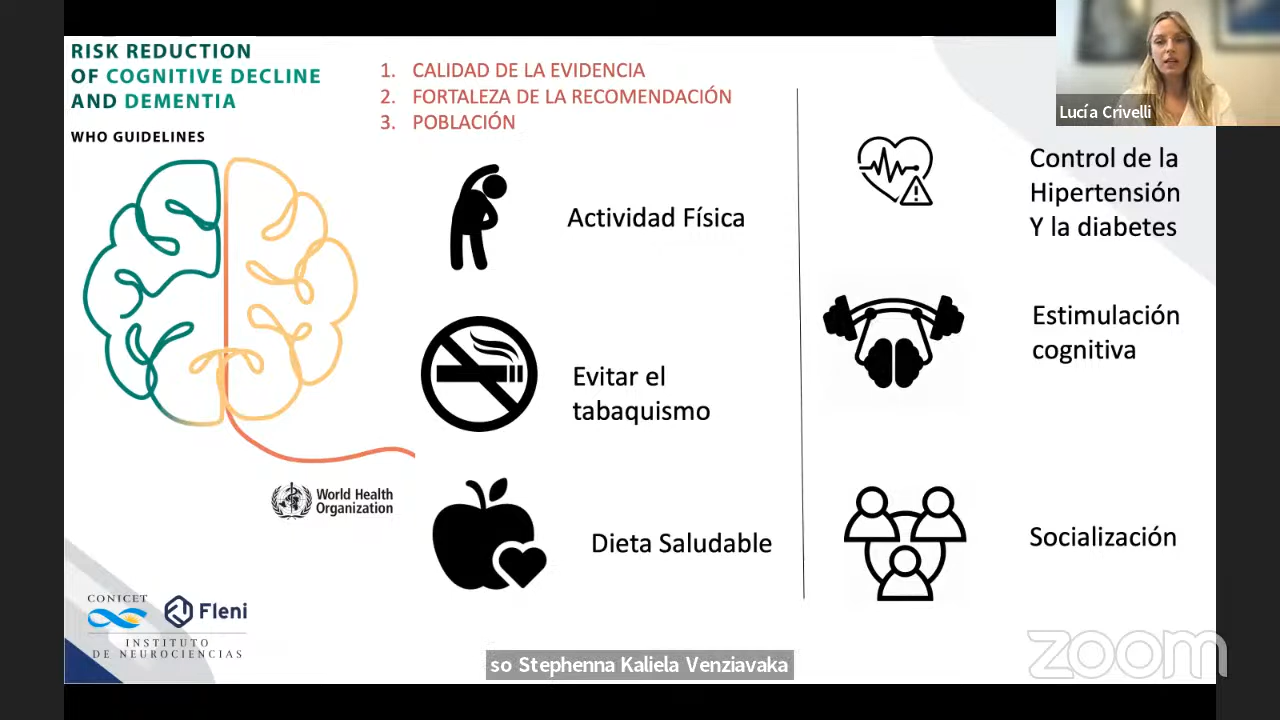 RISK REDUCTION
OF COGNITIVE DECLINE
AND DEMENTIA
WHO GUIDELINES
1. CALIDAD DE LA EVIDENCIA
2. FORTALEZA DE LA RECOMENDACIÓN
3. POBLACIÓN
Actividad Física
Evitar el
tabaquismo
Dieta Saludable
Control de la
Hipertensión
Y la diabetes
Estimulación
cognitiva
Socialización
World Health
Organization
CONICET
Fleni
INSTITUTO
DE NEUROCIENCIAS
Lucía Crivelli
so Stephenna Kaliela Venziavaka
zoom